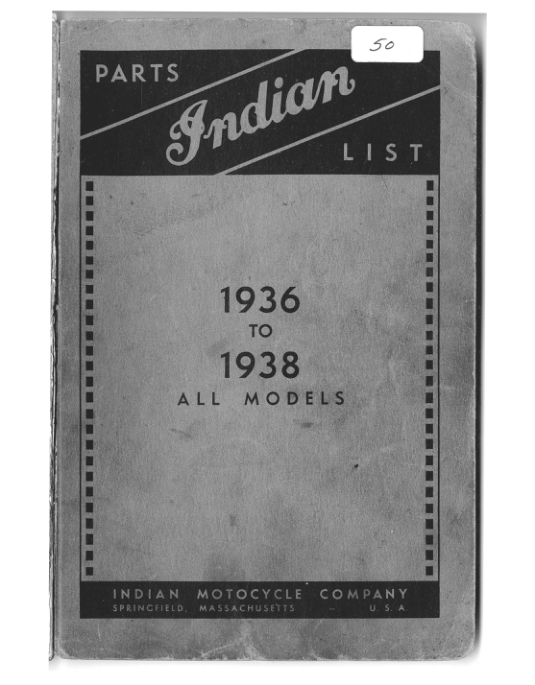 50
PARTS
Indian
LIST
1936
TO
1938
ALL MODELS
INDIAN MOTOCYCLE COMPANY
SPRINGFIELD, MASSACHUSETTS — U.S.A.